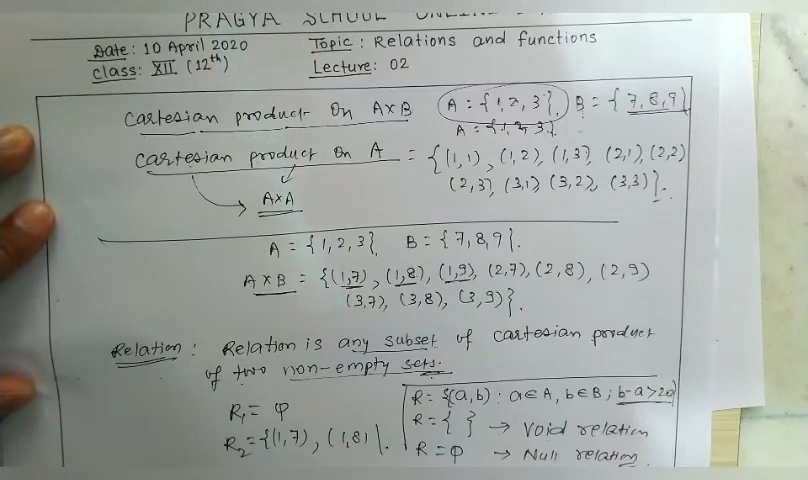 PRAGYA SCHOOL ONLINE
Date: 10 April 2020 Topic: Relations and functions
Class: XII (12th) Lecture: 02
Cartesian product On A×B A = {1, 2, 3}, B = {7, 8, 9}
A = {1, 2, 3}.
Cartesian product On A = {(1,1), (1,2), (1,3), (2,1), (2,2)
(2,3), (3,1), (3,2), (3,3)}.
A×A
A = {1, 2, 3}, B = {7, 8, 9}.
A×B = {(1,7), (1,8), (1,9), (2,7), (2,8), (2,9)
(3,7), (3,8), (3,9)}.
Relation: Relation is any subset of cartesian product
of two non-empty sets.
R₁ = φ
R₂ = {(1,7), (1,8)}.
R = {(a,b) : a∈A, b∈B; b-a>20}
R = { } → Void relation
R = φ → Null relation.